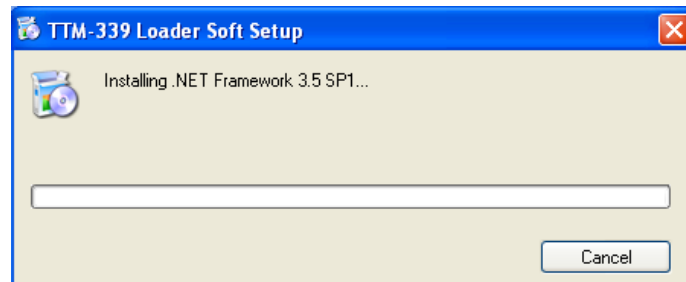 TTM-339 Loader Soft Setup
Installing .NET Framework 3.5 SP1...
Cancel